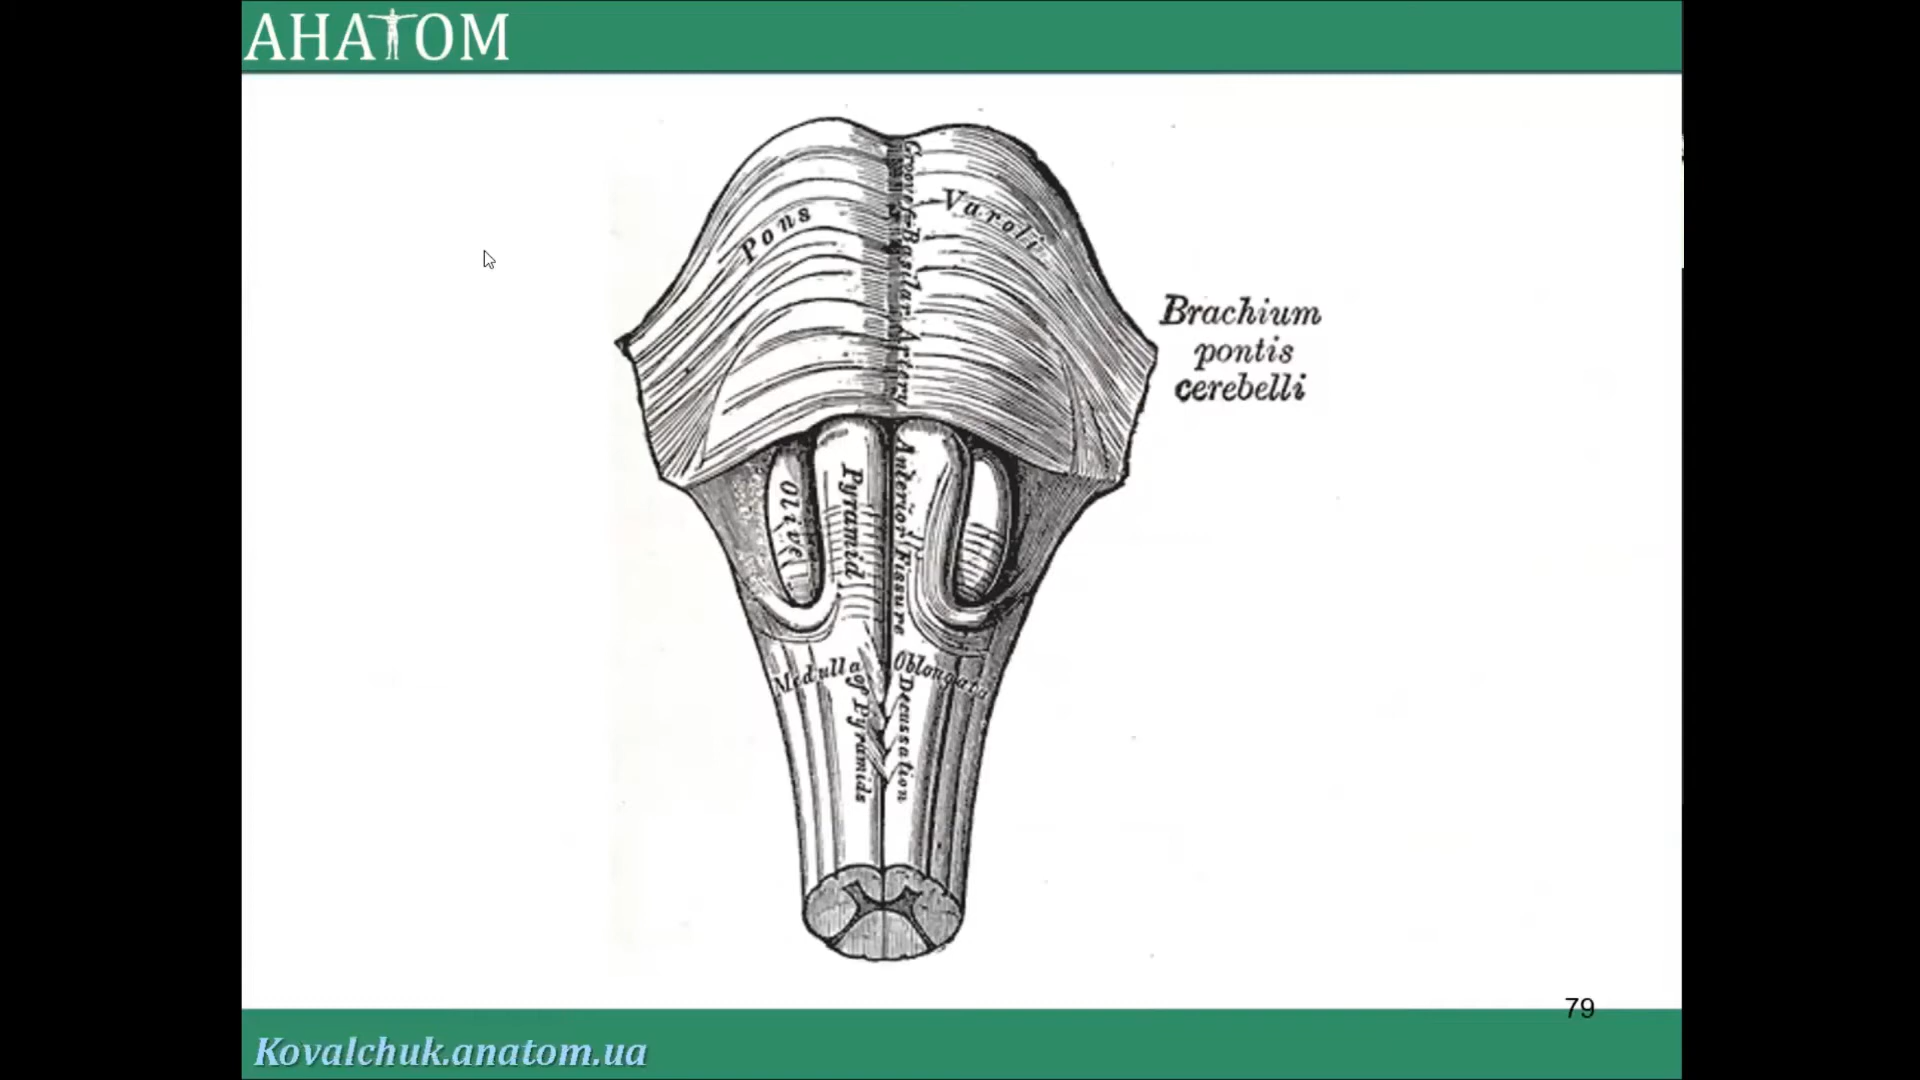 АНАТОМ
Pons Varoli
Groove for Basilar Artery
Brachium
pontis
cerebelli
Olive
Pyramid
Anterior Fissure
Medulla Oblongata
Decussation
of Pyramids
79
Kovalchuk.anatom.ua